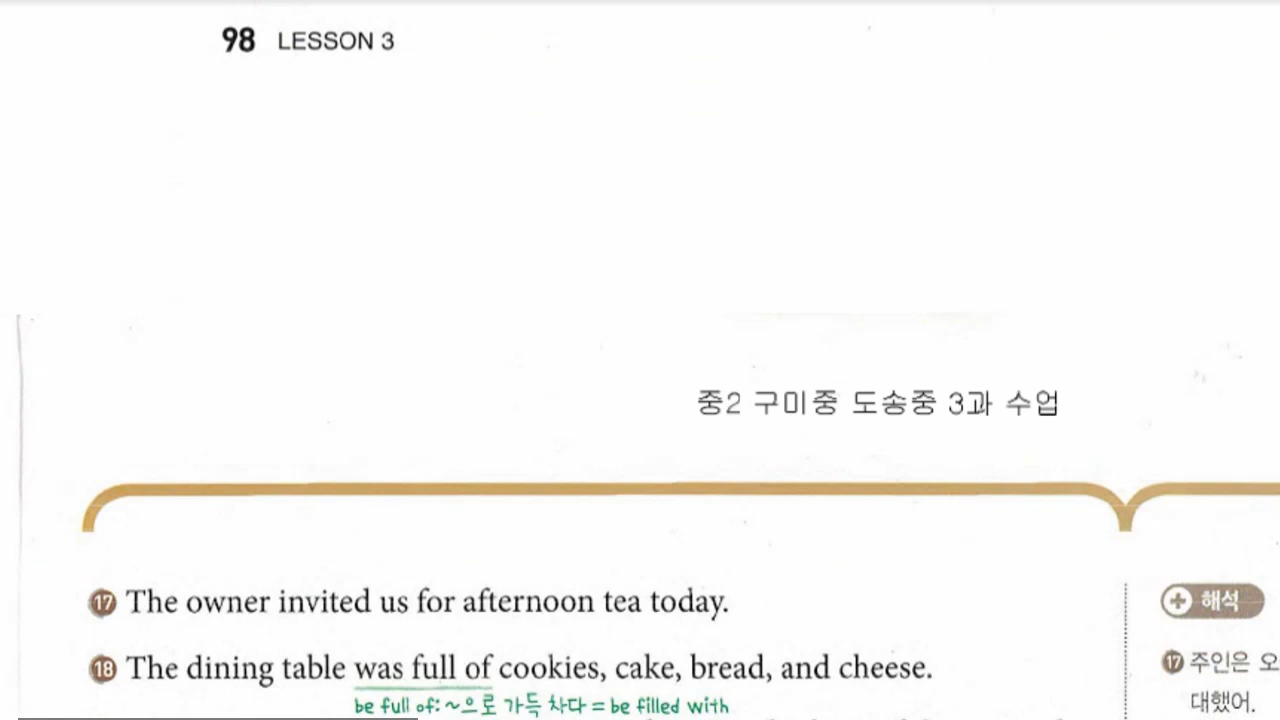 98 LESSON 3
중2 구미중 도송중 3과 수업
17 The owner invited us for afternoon tea today.
18 The dining table was full of cookies, cake, bread, and cheese.
be full of: ~으로 가득 차다 = be filled with
+ 해석
17 주인은 오
대했어.